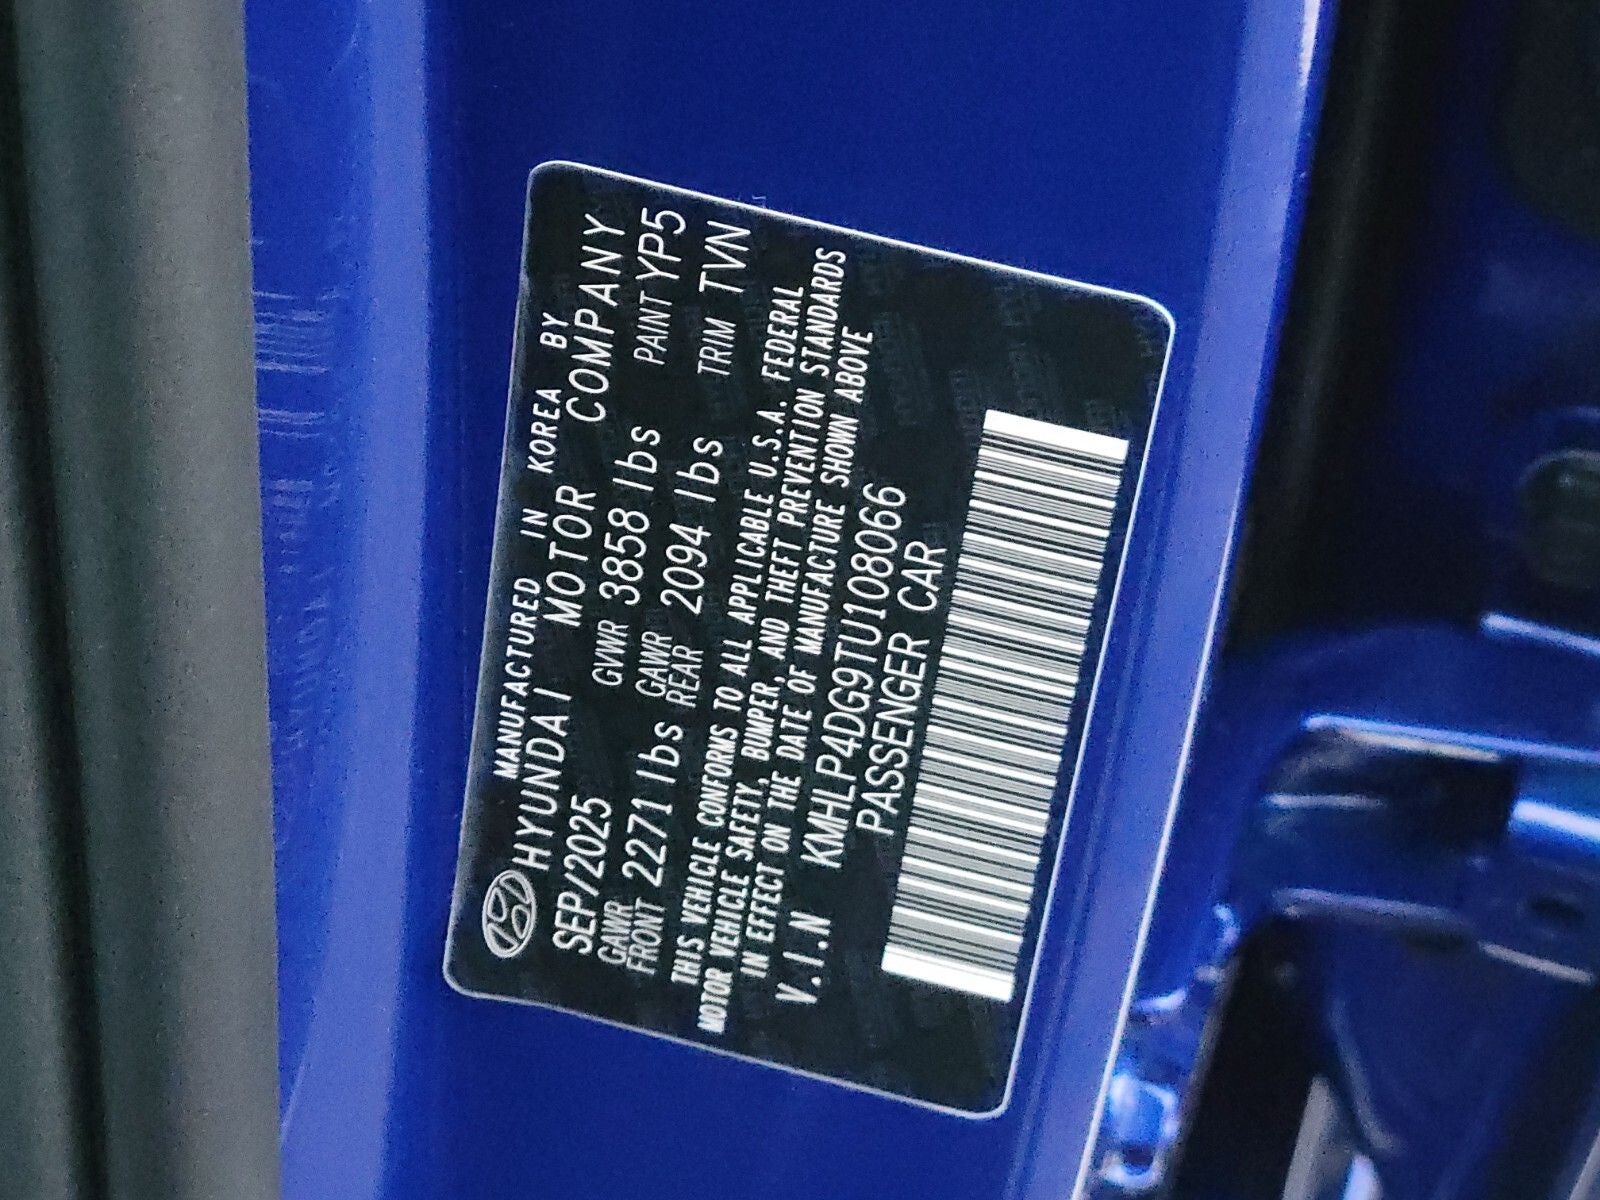 MANUFACTURED IN KOREA BY
HYUNDAI MOTOR COMPANY
SEP/2025 GVWR 3858 lbs PAINT YP5
GAWR FRONT 2271 lbs GAWR REAR 2094 lbs TRIM TVN
THIS VEHICLE CONFORMS TO ALL APPLICABLE U.S.A. FEDERAL
MOTOR VEHICLE SAFETY, BUMPER, AND THEFT PREVENTION STANDARDS
IN EFFECT ON THE DATE OF MANUFACTURE SHOWN ABOVE
V.I.N KMHLP4DG9TU108066
PASSENGER CAR